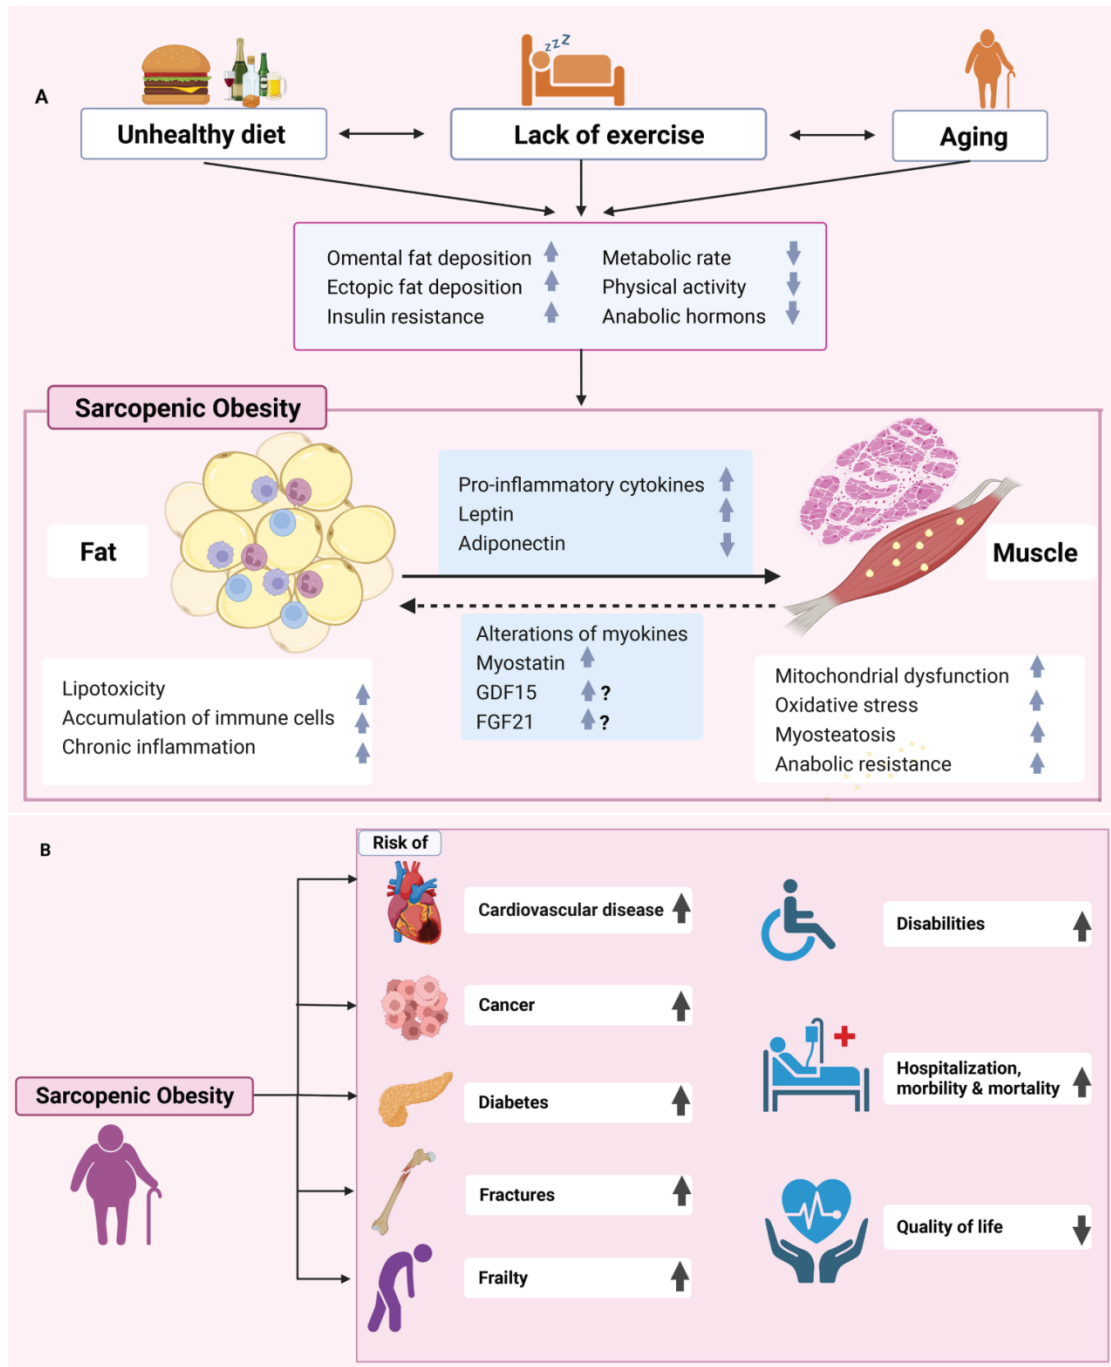 A
zzz
Unhealthy diet
Lack of exercise
Aging
Omental fat deposition
Ectopic fat deposition
Insulin resistance
Metabolic rate
Physical activity
Anabolic hormons
Sarcopenic Obesity
Fat
Pro-inflammatory cytokines
Leptin
Adiponectin
Muscle
Alterations of myokines
Myostatin
GDF15 ?
FGF21 ?
Lipotoxicity
Accumulation of immune cells
Chronic inflammation
Mitochondrial dysfunction
Oxidative stress
Myosteatosis
Anabolic resistance
B
Sarcopenic Obesity
Risk of
Cardiovascular disease
Cancer
Diabetes
Fractures
Frailty
Disabilities
Hospitalization,
morbility & mortality
Quality of life